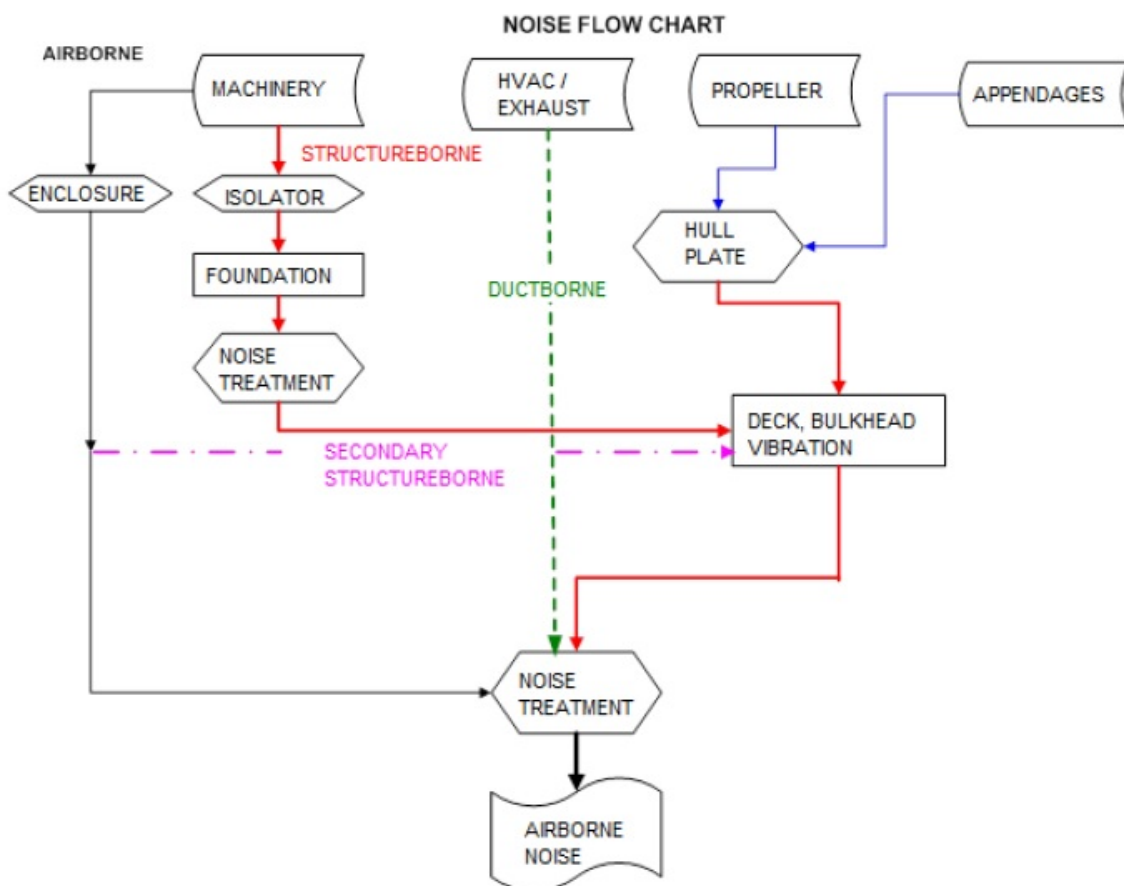 NOISE FLOW CHART
AIRBORNE
MACHINERY
HVAC /
EXHAUST
PROPELLER
APPENDAGES
STRUCTUREBORNE
ENCLOSURE
ISOLATOR
HULL
PLATE
FOUNDATION
DUCTBORNE
NOISE
TREATMENT
DECK, BULKHEAD
VIBRATION
SECONDARY
STRUCTUREBORNE
NOISE
TREATMENT
AIRBORNE
NOISE